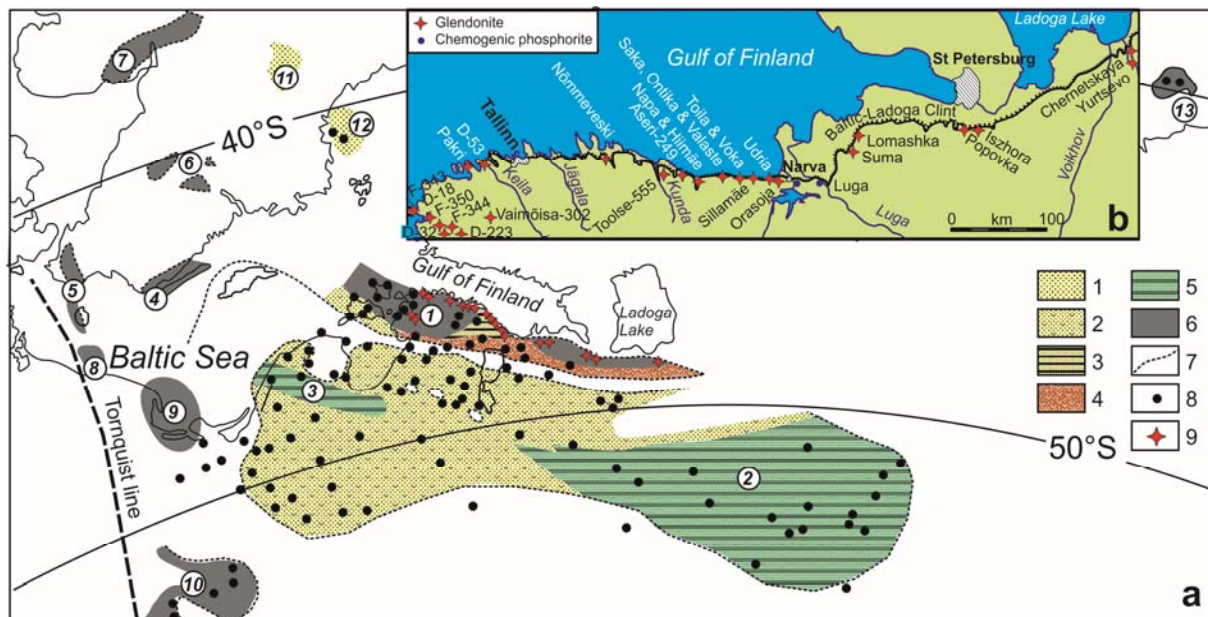 Glendonite
Chemogenic phosphorite
Gulf of Finland
Ladoga Lake
St Petersburg
Chernetskaya
Yurtsevo
Baltic-Ladoga Clint
Lomashka
Suma
Iszhora
Popovka
Voikhov
Nõmmeveski
Saka, Ontika & Valaste
Napa & Hiimäe
Aseri-249
Toila & Voka
Udria
Narva
Luga
Luga
Tallinn
D-53
Pakri
F-343
D-18
F-350
F-344
D-32
D-223
Vaimõisa-302
Keila
Jägala
Toolse-555
Kunda
Sillamäe
Orasoja
0 km 100
b
7
11
12
13
40°S
6
5
4
8
9
Baltic Sea
Tornquist line
10
1
3
2
Gulf of Finland
Ladoga
Lake
50°S
1 5
2 6
3 7
4 8
9
a